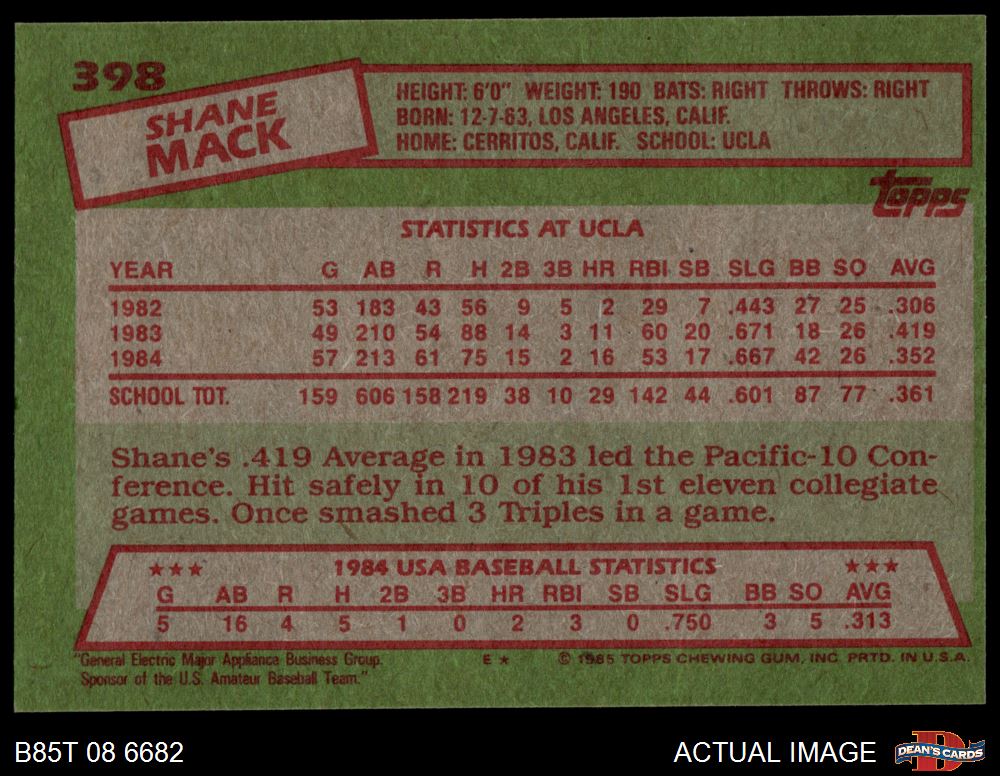 398
SHANE
MACK
HEIGHT: 6'0" WEIGHT: 190 BATS: RIGHT THROWS: RIGHT
BORN: 12-7-63, LOS ANGELES, CALIF.
HOME: CERRITOS, CALIF. SCHOOL: UCLA
topps
STATISTICS AT UCLA
YEAR G AB R H 2B 3B HR RBI SB SLG BB SO AVG
1982 53 183 43 56 9 5 2 29 7 .443 27 25 .306
1983 49 210 54 88 14 3 11 60 20 .671 18 26 .419
1984 57 213 61 75 15 2 16 53 17 .667 42 26 .352
SCHOOL TOT. 159 606 158 219 38 10 29 142 44 .601 87 77 .361
Shane's .419 Average in 1983 led the Pacific-10 Con-
ference. Hit safely in 10 of his 1st eleven collegiate
games. Once smashed 3 Triples in a game.
★★★ 1984 USA BASEBALL STATISTICS ★★★
G AB R H 2B 3B HR RBI SB SLG BB SO AVG
5 16 4 5 1 0 2 3 0 .750 3 5 .313
"General Electric Major Appliance Business Group.
Sponsor of the U.S. Amateur Baseball Team."
E ★ © 1985 TOPPS CHEWING GUM, INC. PRTD. IN U.S.A.
B85T 08 6682
ACTUAL IMAGE
D
DEAN'S CARDS